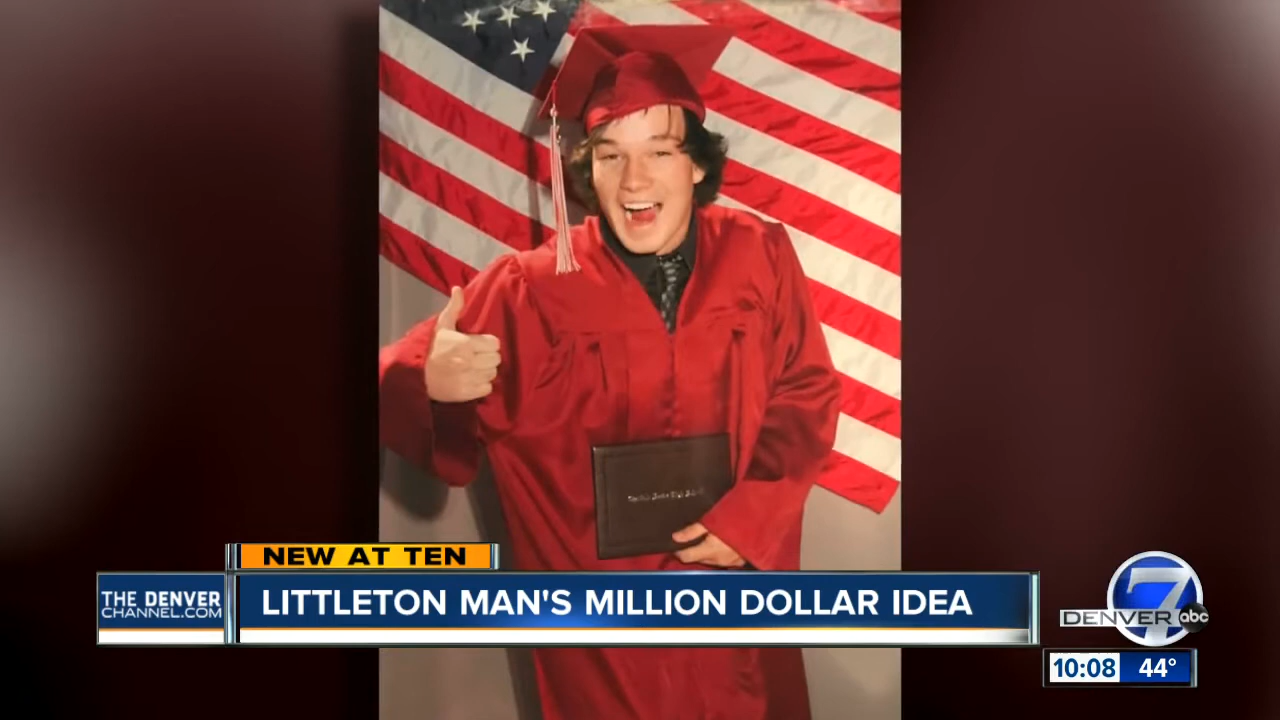 NEW AT TEN
THE DENVER
CHANNEL.COM
LITTLETON MAN'S MILLION DOLLAR IDEA
7
DENVER abc
10:08 44°